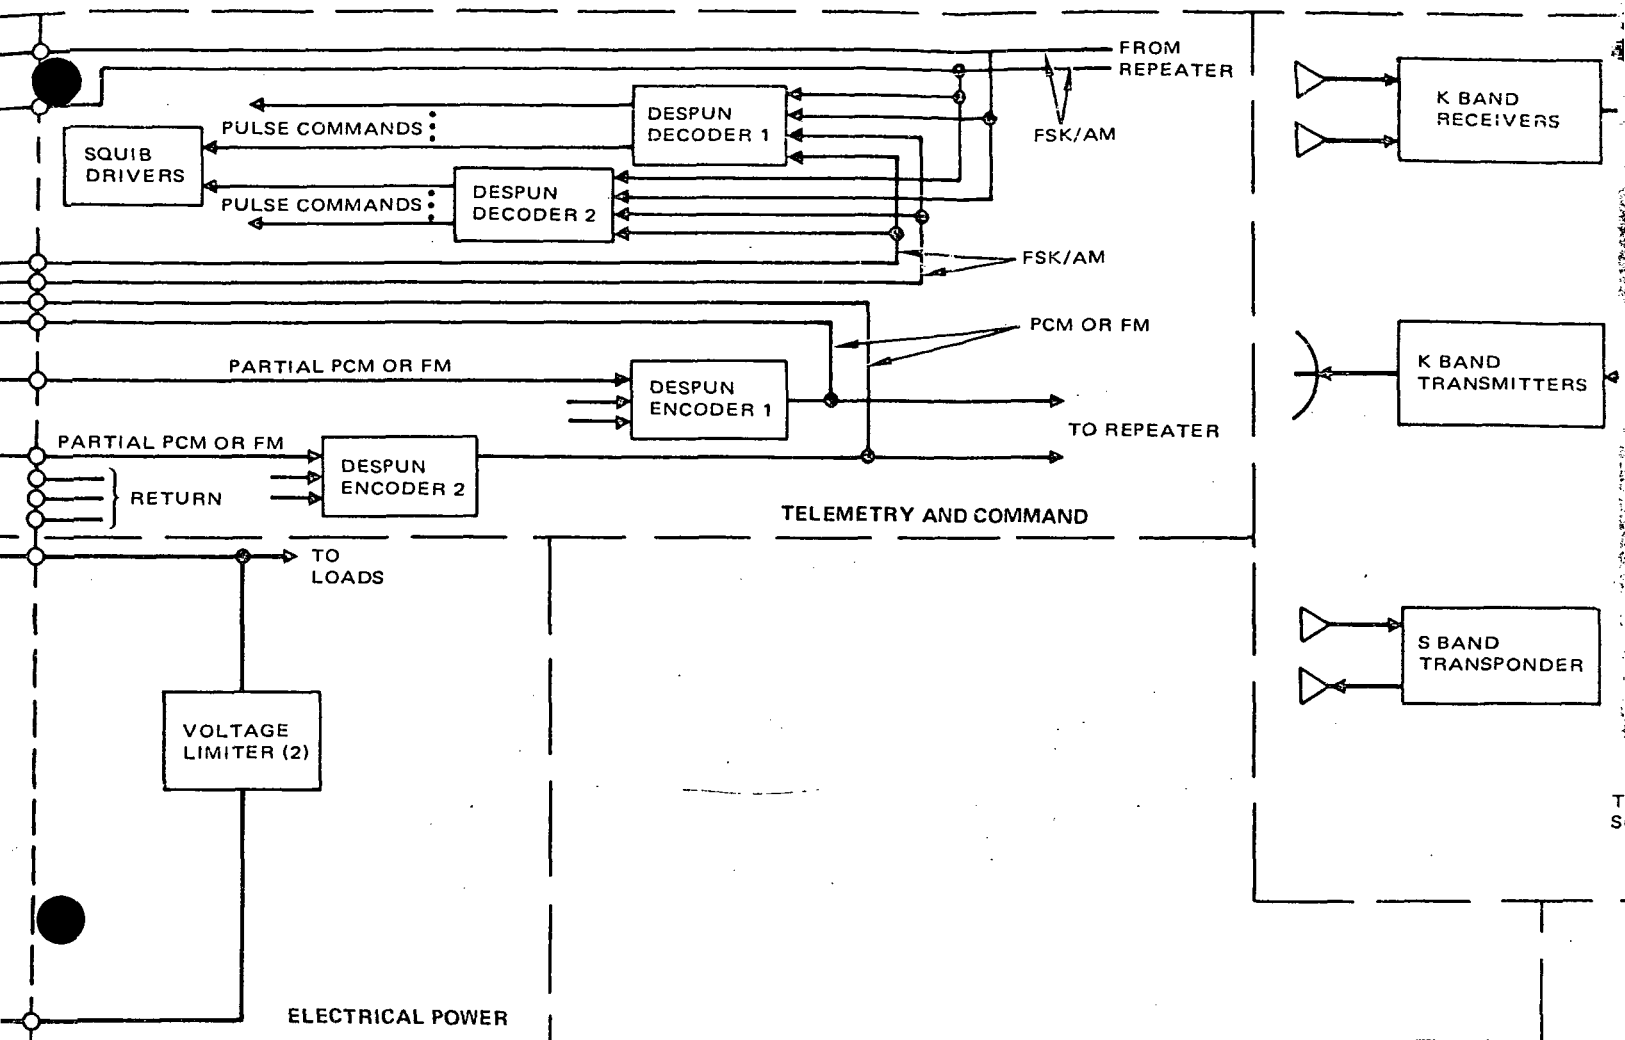 FROM
REPEATER
FSK/AM
DESPUN
DECODER 1
PULSE COMMANDS
SQUIB
DRIVERS
DESPUN
DECODER 2
PULSE COMMANDS
FSK/AM
PCM OR FM
PARTIAL PCM OR FM
DESPUN
ENCODER 1
TO REPEATER
PARTIAL PCM OR FM
DESPUN
ENCODER 2
RETURN
TELEMETRY AND COMMAND
TO
LOADS
VOLTAGE
LIMITER (2)
ELECTRICAL POWER
K BAND
RECEIVERS
K BAND
TRANSMITTERS
S BAND
TRANSPONDER